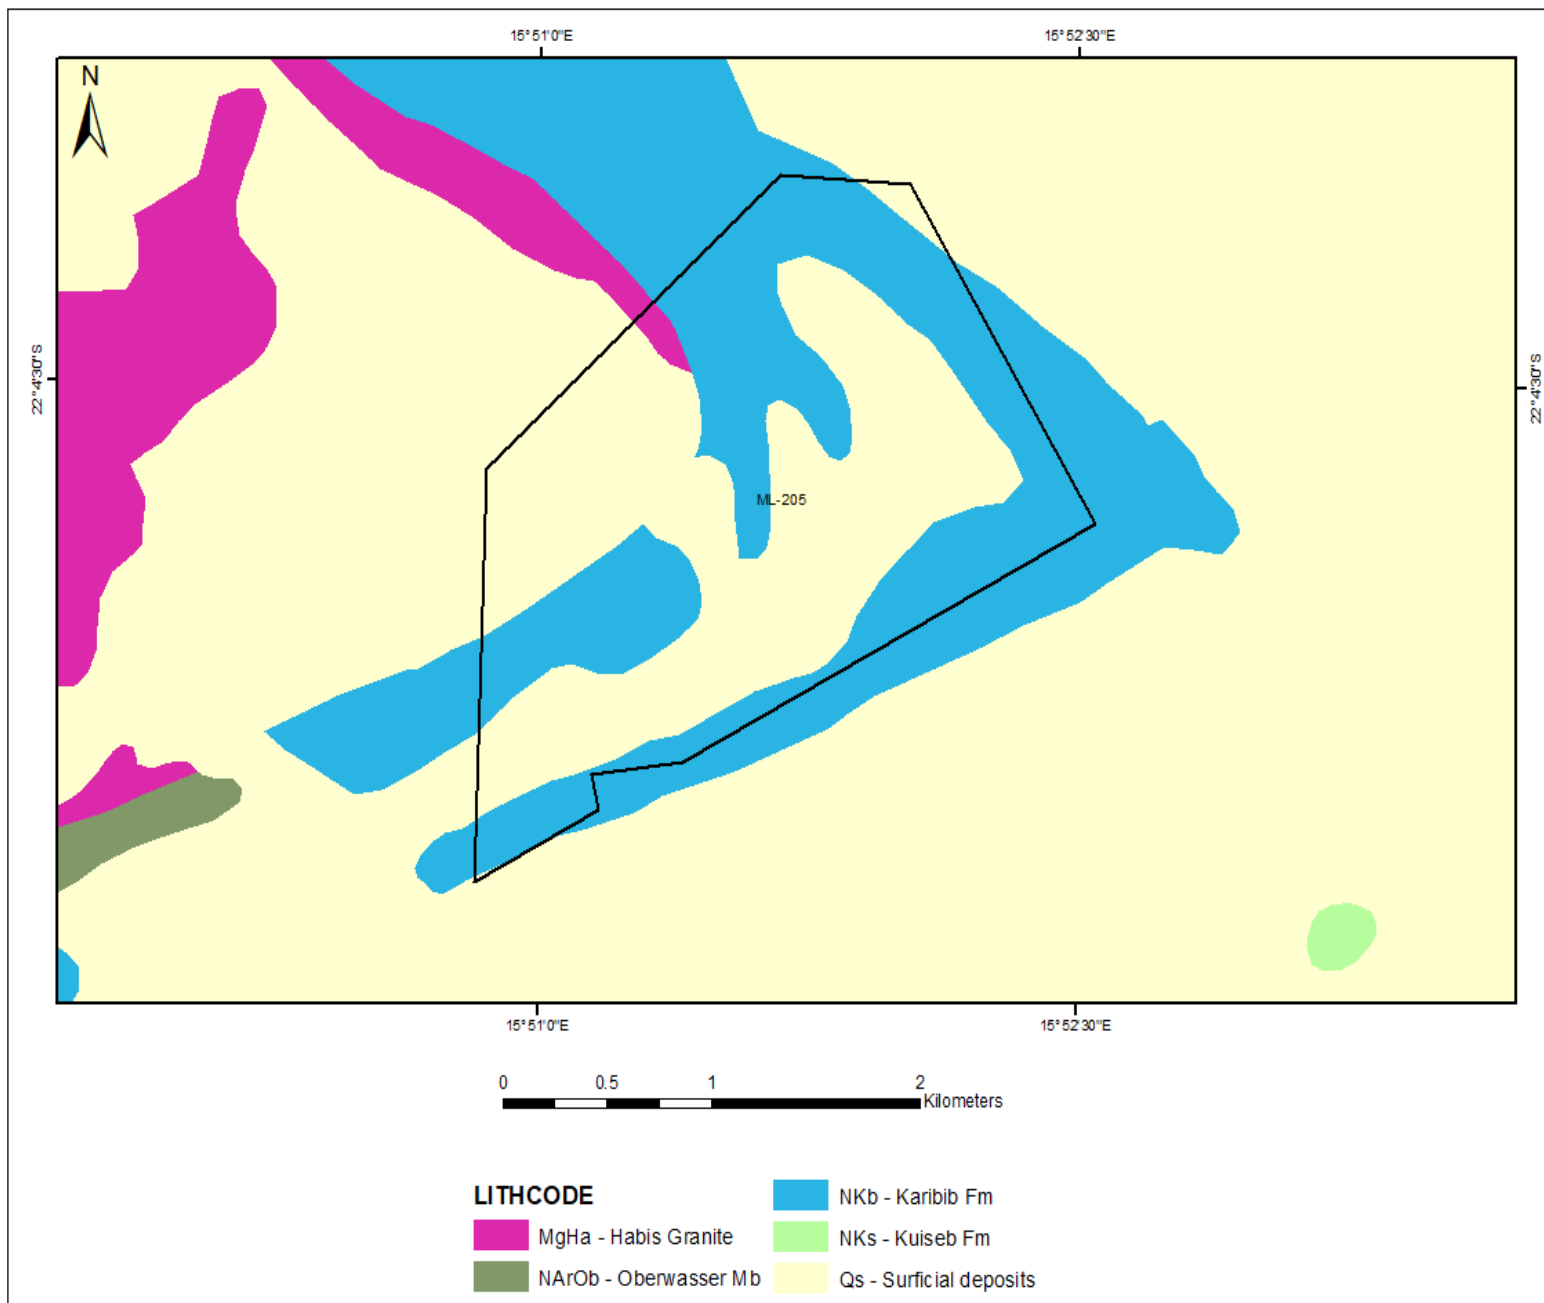 15°51'0"E 15°52'30"E
N
22°4'30"S 22°4'30"S
ML-205
15°51'0"E 15°52'30"E
0 0.5 1 2
Kilometers
LITHCODE
MgHa - Habis Granite
NArOb - Oberwasser Mb
NKb - Karibib Fm
NKs - Kuiseb Fm
Qs - Surficial deposits